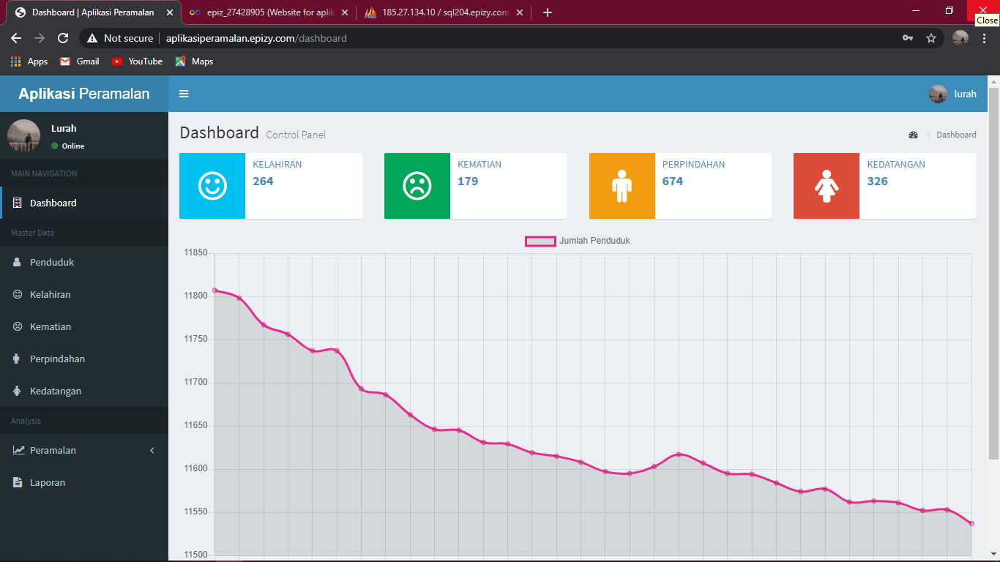 Dashboard | Aplikasi Peramalan
epiz_27428905 (Website for aplik
185.27.134.10 / sql204.epizy.com
Close
Not secure
aplikasiperamalan.epizy.com/dashboard
Apps
Gmail
YouTube
Maps
Aplikasi Peramalan
lurah
Lurah
Online
MAIN NAVIGATION
Dashboard
Master Data
Penduduk
Kelahiran
Kematian
Perpindahan
Kedatangan
Analysis
Peramalan
Laporan
Dashboard Control Panel
> Dashboard
KELAHIRAN
264
KEMATIAN
179
PERPINDAHAN
674
KEDATANGAN
326
Jumlah Penduduk
11850
11800
11750
11700
11650
11600
11550
11500